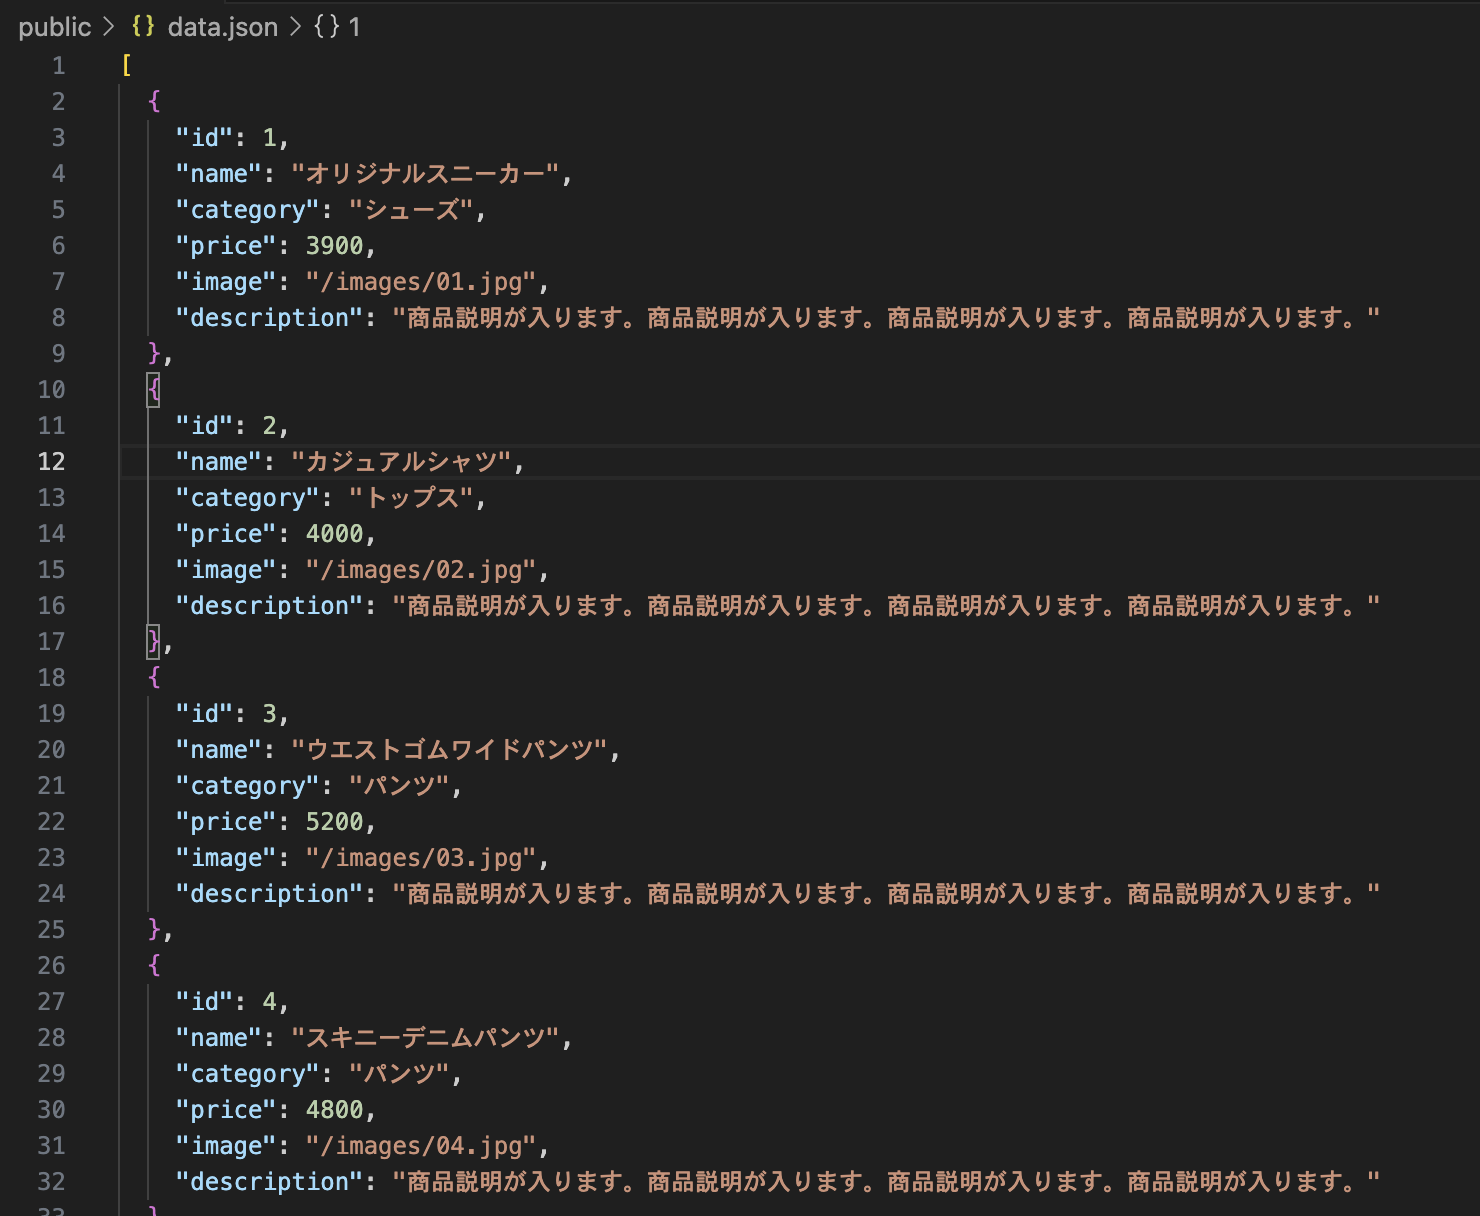 public > {} data.json > {} 1
1 [
2 {
3 "id": 1,
4 "name": "オリジナルスニーカー",
5 "category": "シューズ",
6 "price": 3900,
7 "image": "/images/01.jpg",
8 "description": "商品説明が入ります。商品説明が入ります。商品説明が入ります。商品説明が入ります。"
9 },
10 {
11 "id": 2,
12 "name": "カジュアルシャツ",
13 "category": "トップス",
14 "price": 4000,
15 "image": "/images/02.jpg",
16 "description": "商品説明が入ります。商品説明が入ります。商品説明が入ります。商品説明が入ります。"
17 },
18 {
19 "id": 3,
20 "name": "ウエストゴムワイドパンツ",
21 "category": "パンツ",
22 "price": 5200,
23 "image": "/images/03.jpg",
24 "description": "商品説明が入ります。商品説明が入ります。商品説明が入ります。商品説明が入ります。"
25 },
26 {
27 "id": 4,
28 "name": "スキニーデニムパンツ",
29 "category": "パンツ",
30 "price": 4800,
31 "image": "/images/04.jpg",
32 "description": "商品説明が入ります。商品説明が入ります。商品説明が入ります。商品説明が入ります。"
33 }